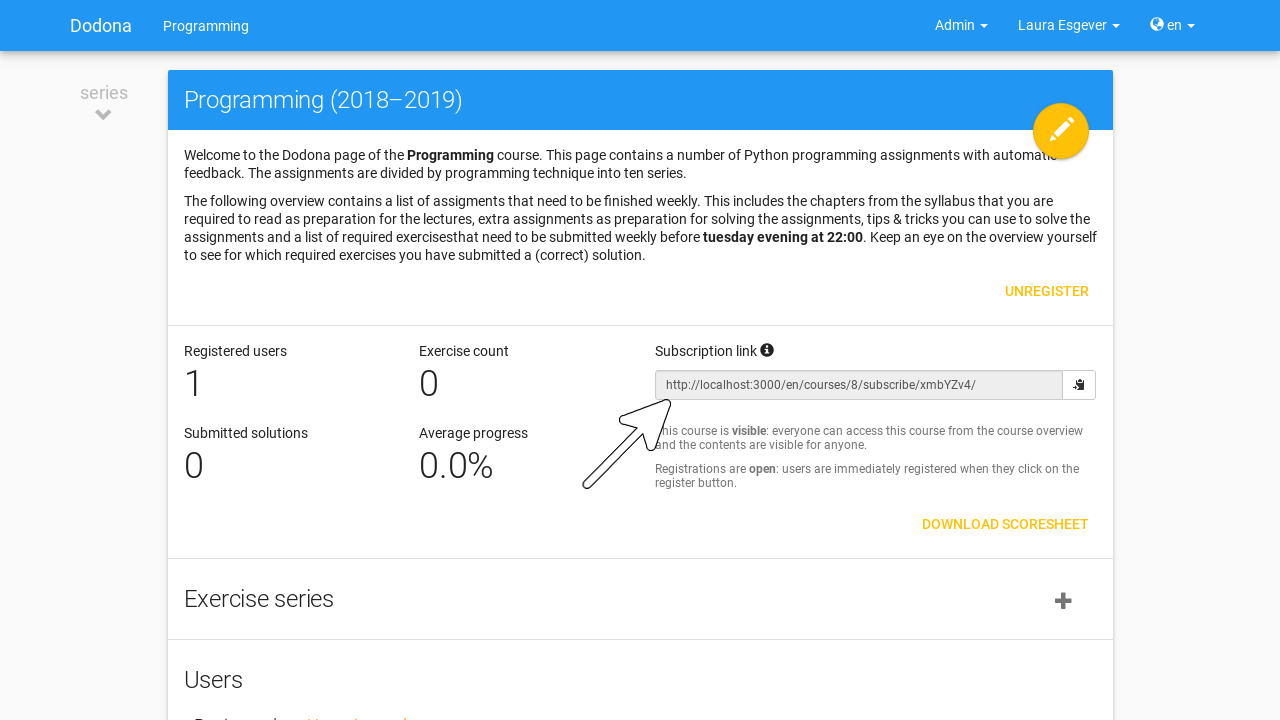 Dodona Programming Admin Laura Esgever en
series
Programming (2018–2019)
Welcome to the Dodona page of the Programming course. This page contains a number of Python programming assignments with automatic
feedback. The assignments are divided by programming technique into ten series.
The following overview contains a list of assigments that need to be finished weekly. This includes the chapters from the syllabus that you are
required to read as preparation for the lectures, extra assignments as preparation for solving the assignments, tips & tricks you can use to solve the
assignments and a list of required exercisesthat need to be submitted weekly before tuesday evening at 22:00. Keep an eye on the overview yourself
to see for which required exercises you have submitted a (correct) solution.
UNREGISTER
Registered users
1
Exercise count
0
Subscription link
http://localhost:3000/en/courses/8/subscribe/xmbYZv4/
Submitted solutions
0
Average progress
0.0%
This course is visible: everyone can access this course from the course overview
and the contents are visible for anyone.
Registrations are open: users are immediately registered when they click on the
register button.
DOWNLOAD SCORESHEET
Exercise series
Users